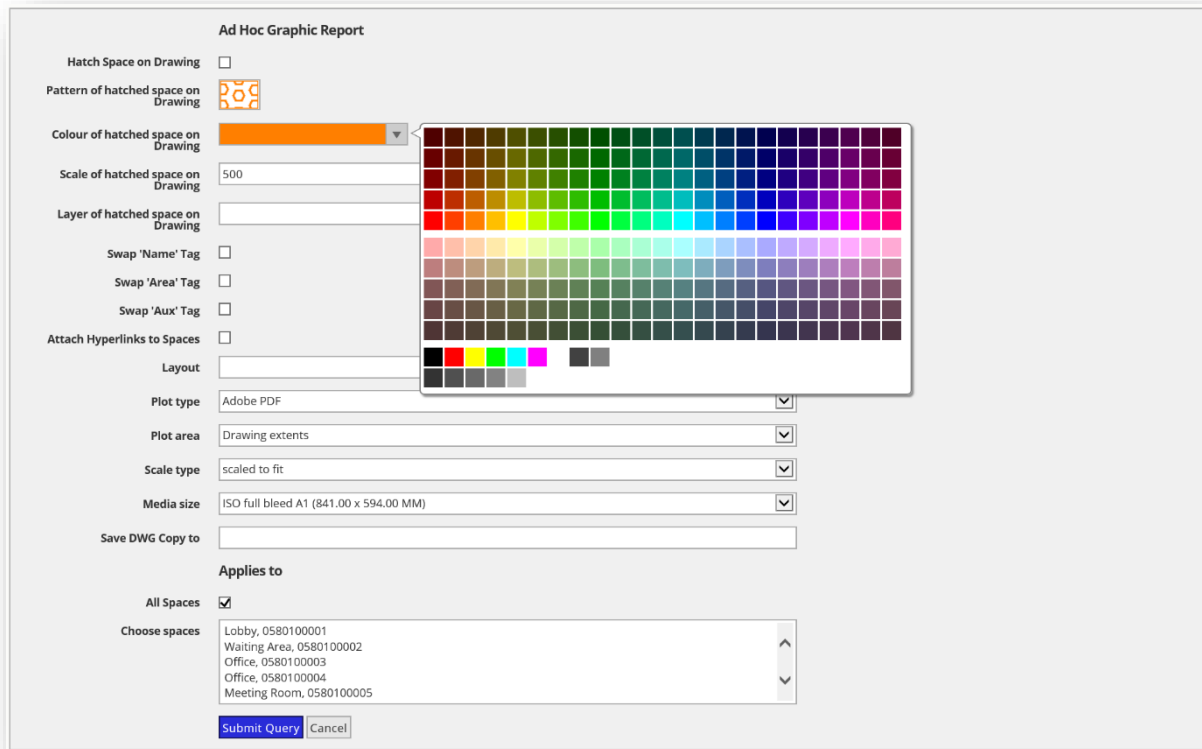 Ad Hoc Graphic Report
Hatch Space on Drawing
Pattern of hatched space on
Drawing
Colour of hatched space on
Drawing
Scale of hatched space on
Drawing
500
Layer of hatched space on
Drawing
Swap 'Name' Tag
Swap 'Area' Tag
Swap 'Aux' Tag
Attach Hyperlinks to Spaces
Layout
Plot type
Adobe PDF
Plot area
Drawing extents
Scale type
scaled to fit
Media size
ISO full bleed A1 (841.00 x 594.00 MM)
Save DWG Copy to
Applies to
All Spaces
Choose spaces
Lobby, 0580100001
Waiting Area, 0580100002
Office, 0580100003
Office, 0580100004
Meeting Room, 0580100005
Submit Query
Cancel